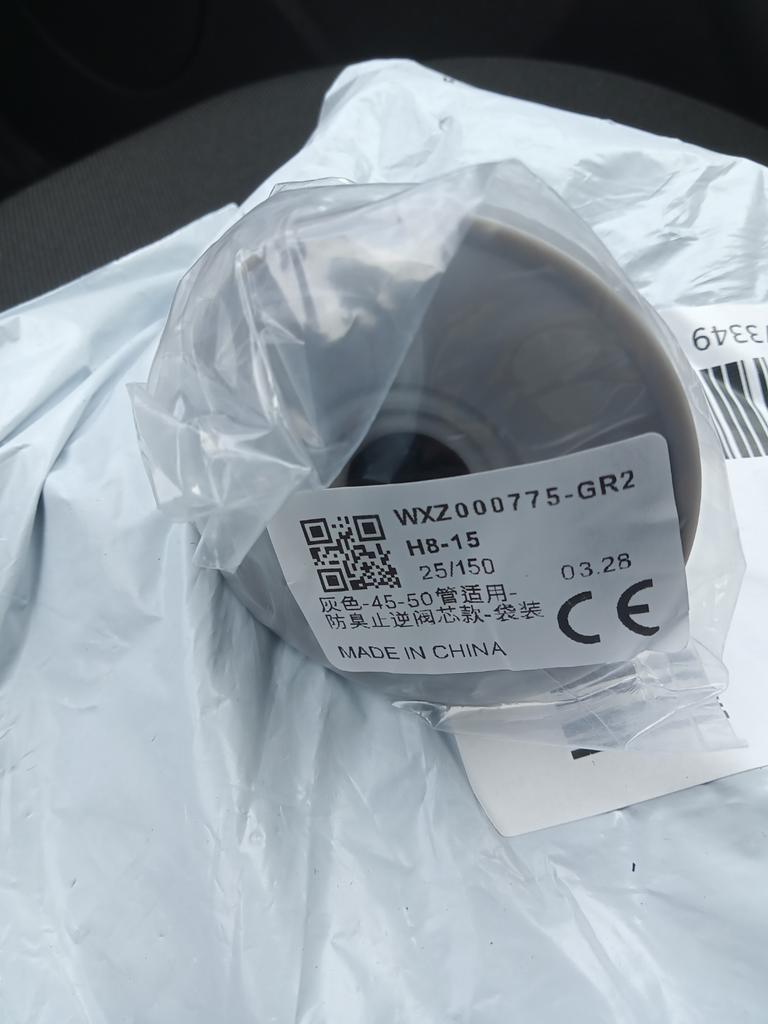 WXZ000775-GR2
H8-15
25/150
03.28
灰色-45-50管适用-
防臭止逆阀芯款-袋装
CE
MADE IN CHINA
73349